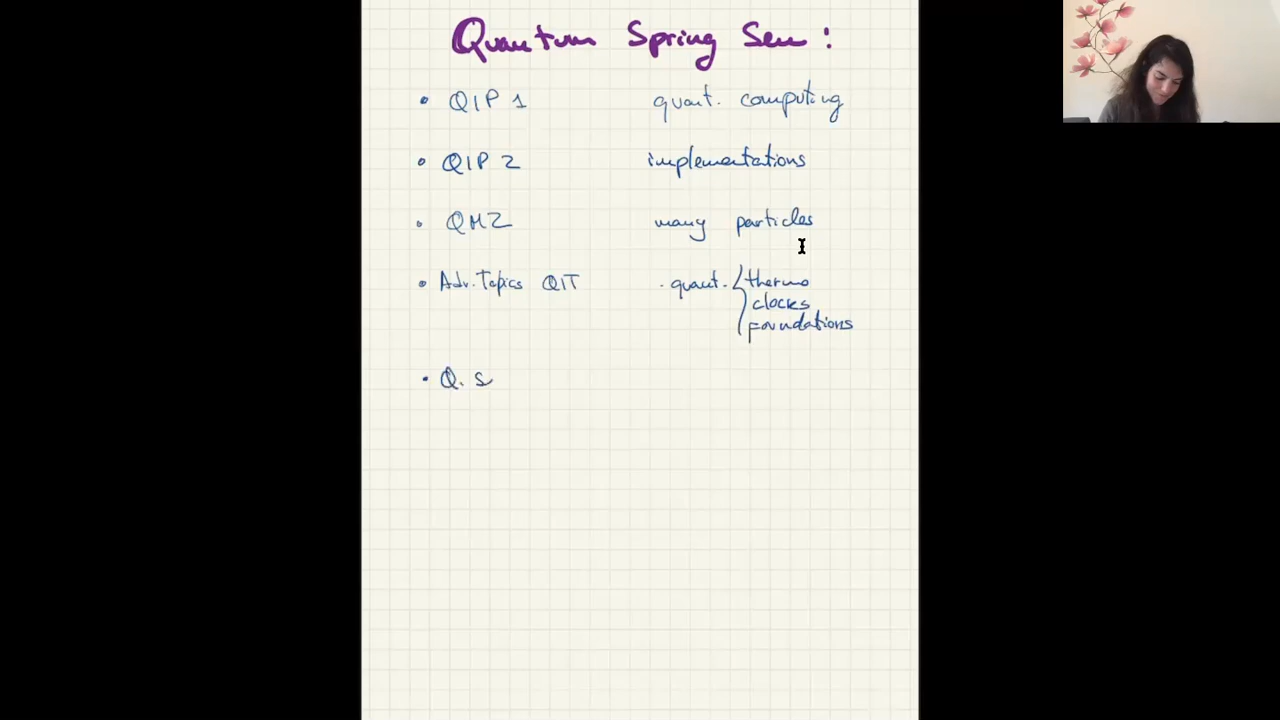 Quantum Spring Sem :
• QIP 1 quant. computing
• QIP 2 implementations
• QM2 many particles
• Adv. Topics QIT · quant. { thermo
clocks
foundations
• Q. S